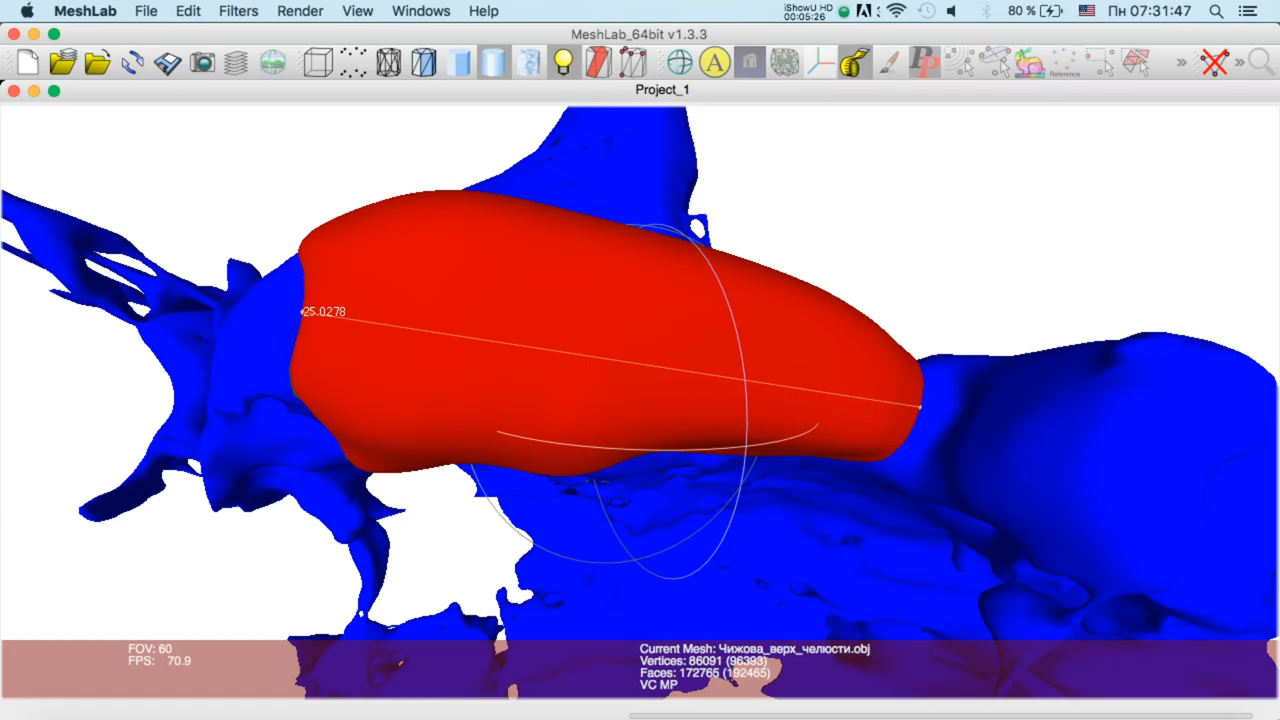 MeshLab File Edit Filters Render View Windows Help
iShowU HD
00:05:26
80 %
Пн 07:31:47
MeshLab_64bit v1.3.3
A
PP
Reference
Project_1
25.0278
FOV: 60
FPS: 70.9
Current Mesh: Чижова_верх_челюсти.obj
Vertices: 86091 (96393)
Faces: 172765 (192465)
VC MP